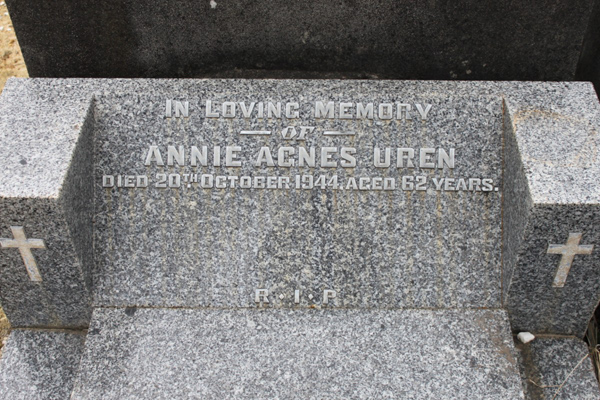 IN LOVING MEMORY
— OF —
ANNIE AGNES UREN
DIED 20TH OCTOBER 1944, AGED 62 YEARS.
R·I·P